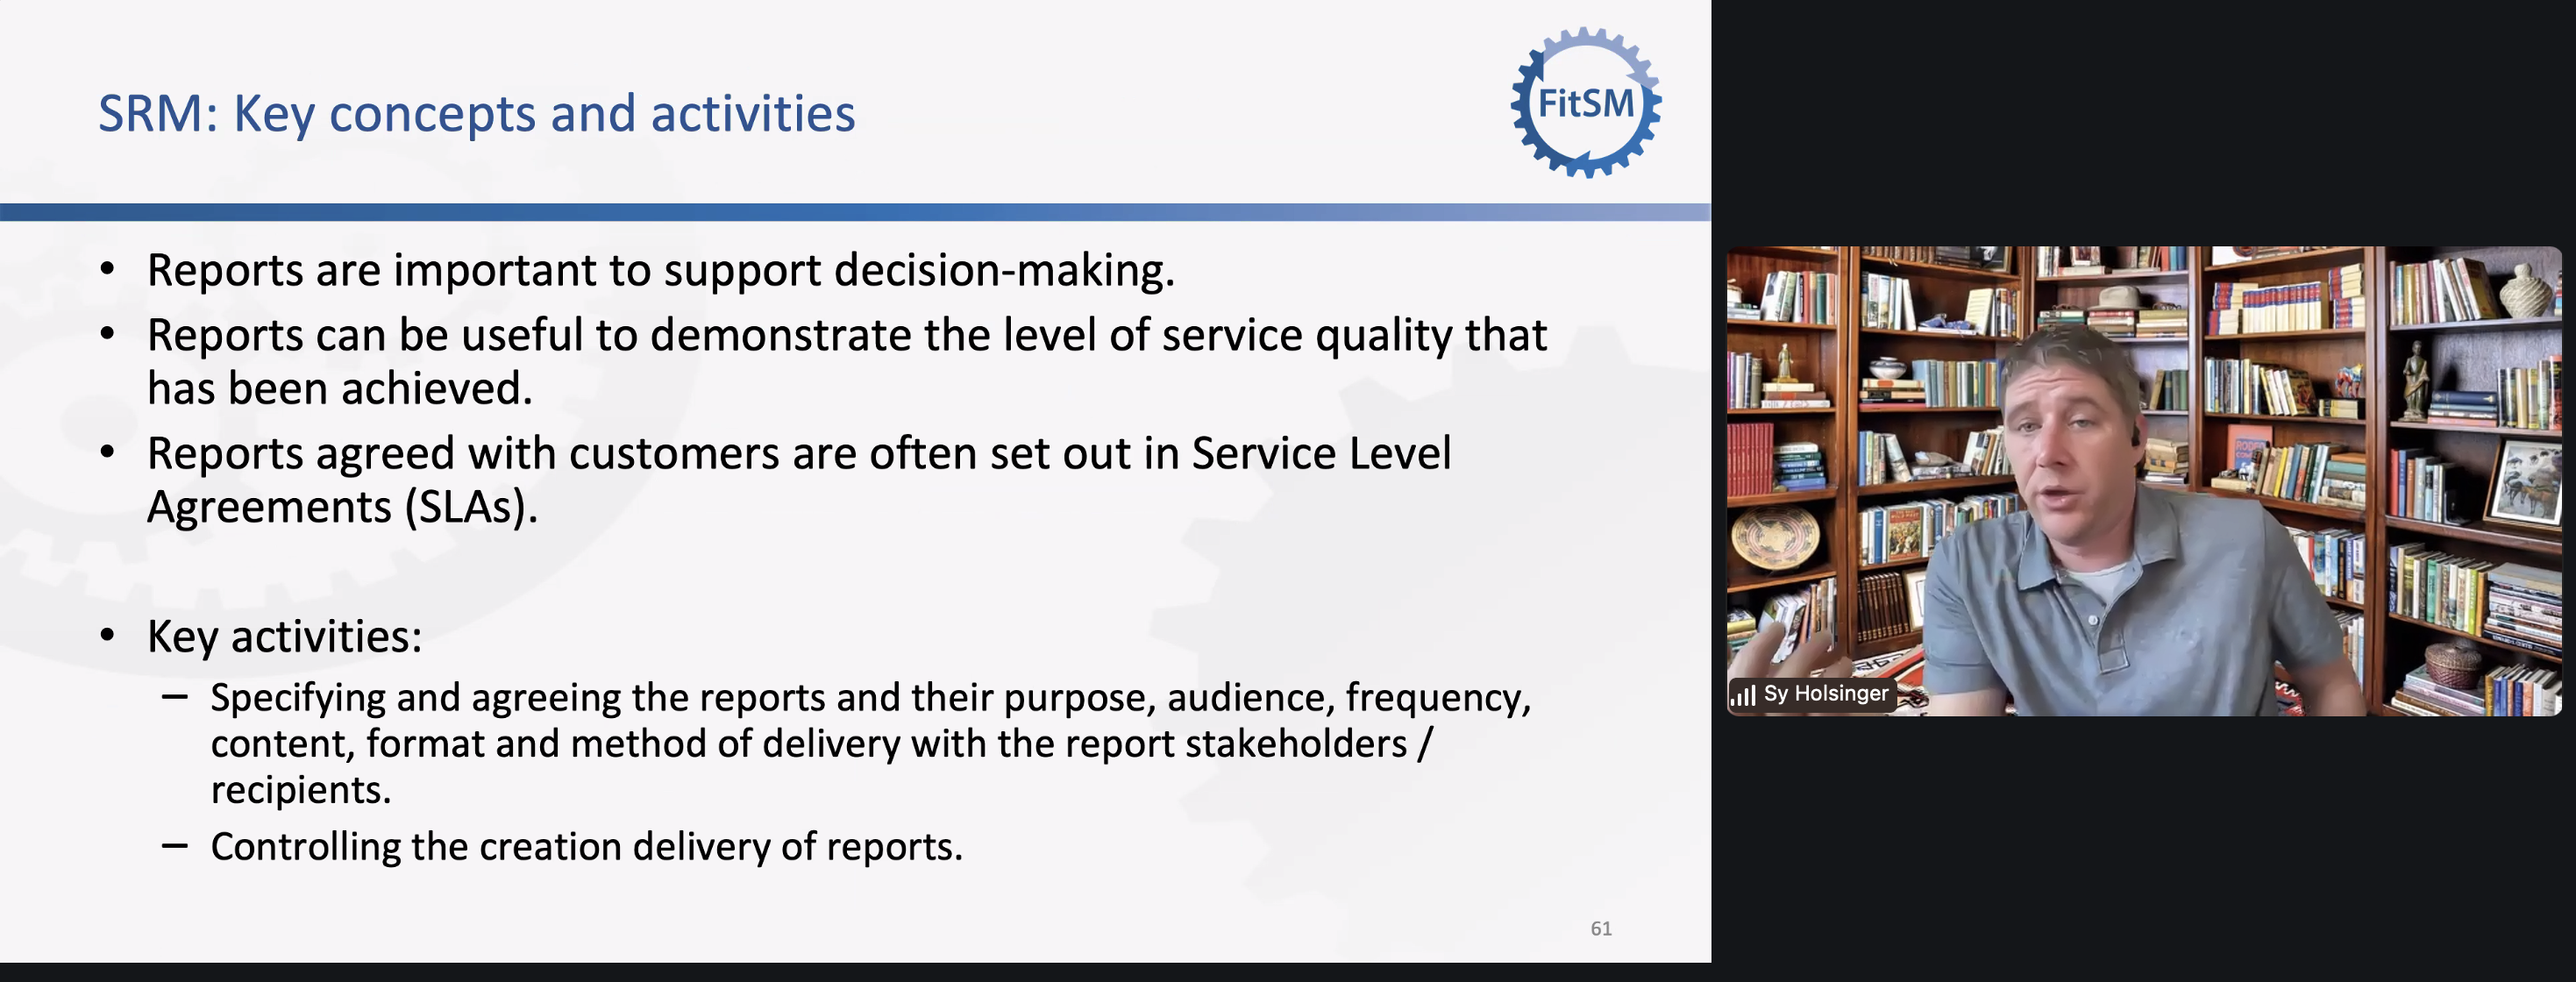 SRM: Key concepts and activities
FitSM
• Reports are important to support decision-making.
• Reports can be useful to demonstrate the level of service quality that
has been achieved.
• Reports agreed with customers are often set out in Service Level
Agreements (SLAs).
• Key activities:
– Specifying and agreeing the reports and their purpose, audience, frequency,
content, format and method of delivery with the report stakeholders /
recipients.
– Controlling the creation delivery of reports.
61
Sy Holsinger